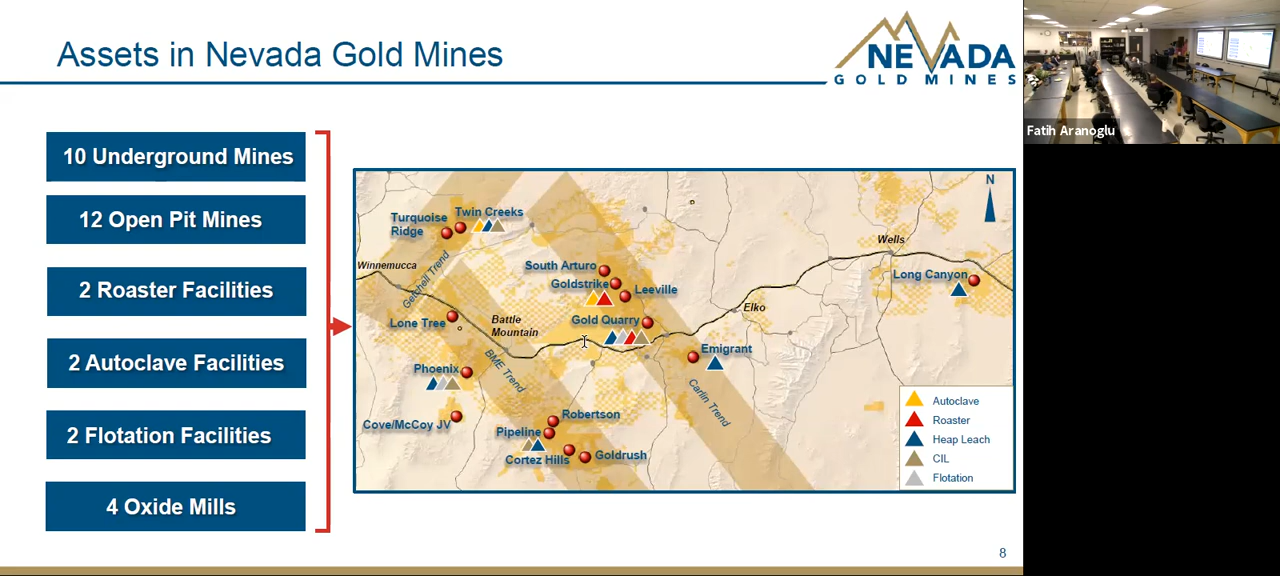 Assets in Nevada Gold Mines
NEVADA
GOLD MINES
Fatih Aranoglu
10 Underground Mines
12 Open Pit Mines
2 Roaster Facilities
2 Autoclave Facilities
2 Flotation Facilities
4 Oxide Mills
N
Turquoise
Ridge
Twin Creeks
Winnemucca
Getchell Trend
South Arturo
Goldstrike
Leeville
Wells
Long Canyon
Lone Tree
Battle
Mountain
Gold Quarry
Elko
Emigrant
Phoenix
BME Trend
Carlin Trend
Cove/McCoy JV
Robertson
Pipeline
Cortez Hills
Goldrush
Autoclave
Roaster
Heap Leach
CIL
Flotation
8